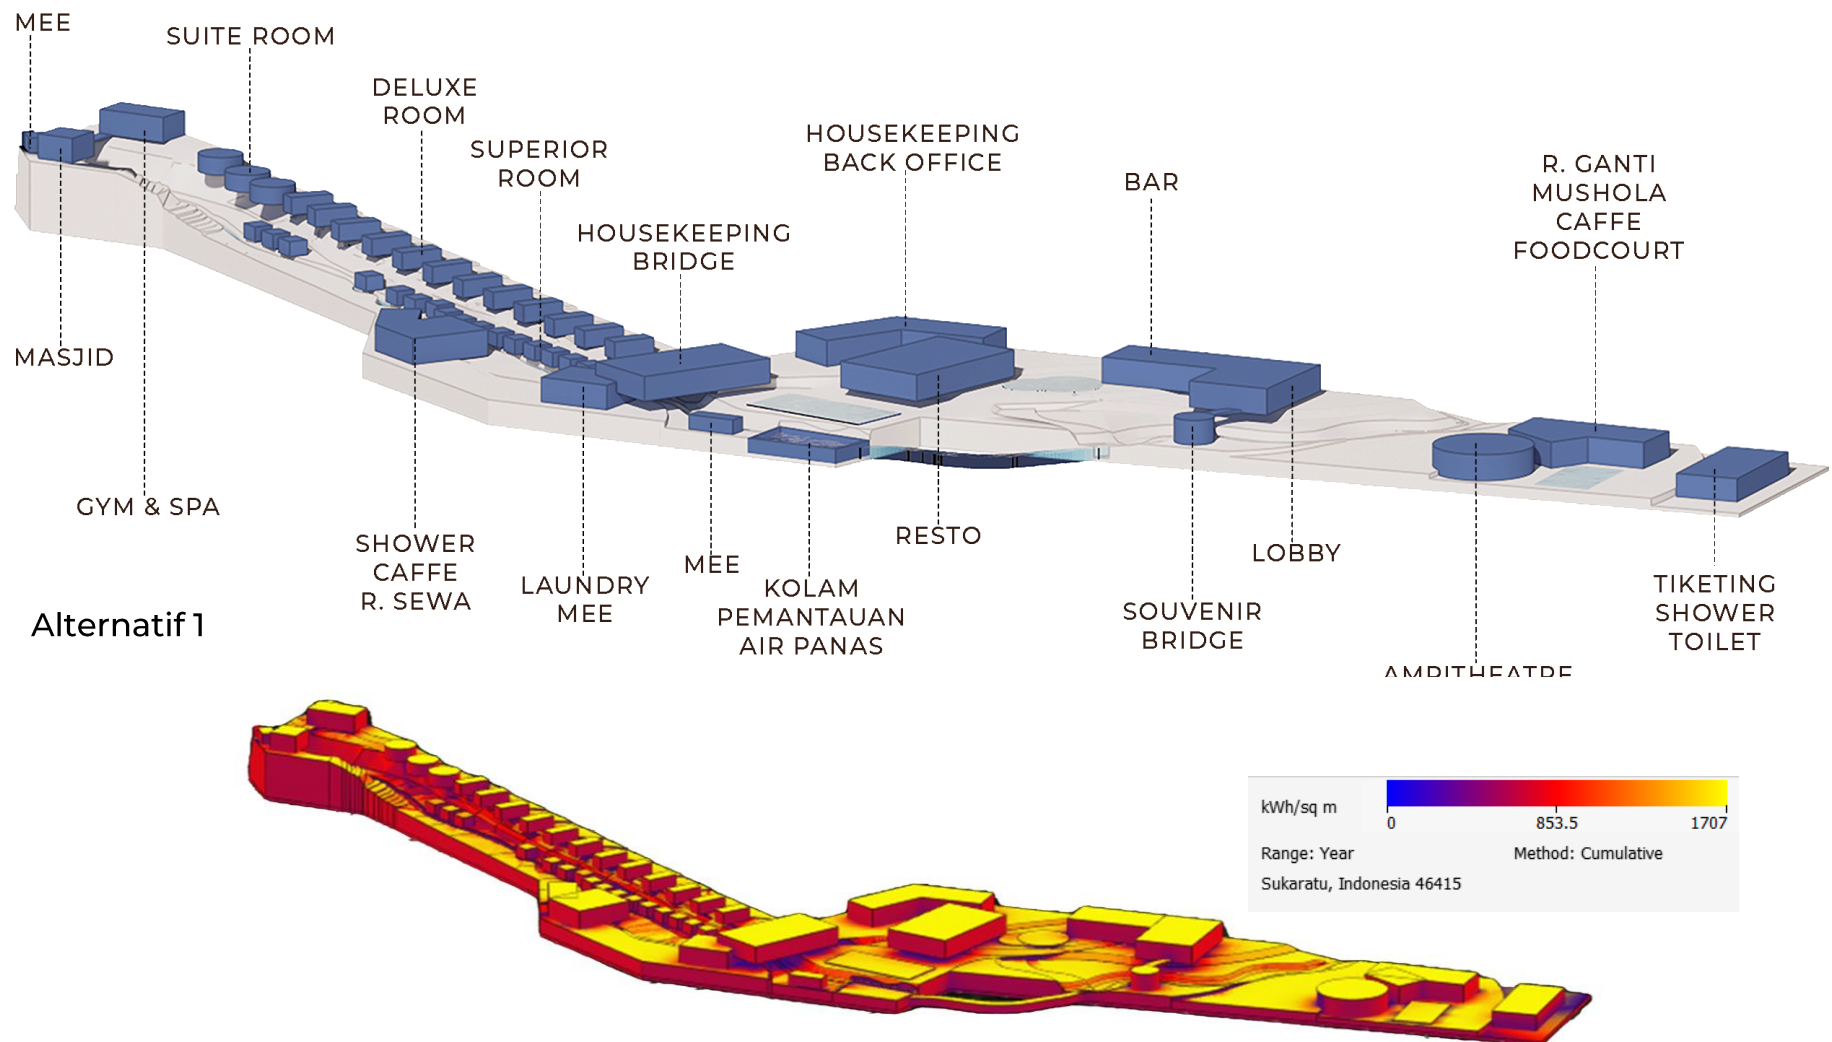 MEE
SUITE ROOM
DELUXE
ROOM
SUPERIOR
ROOM
HOUSEKEEPING
BRIDGE
HOUSEKEEPING
BACK OFFICE
BAR
R. GANTI
MUSHOLA
CAFFE
FOODCOURT
MASJID
GYM & SPA
SHOWER
CAFFE
R. SEWA
LAUNDRY
MEE
MEE
KOLAM
PEMANTAUAN
AIR PANAS
RESTO
SOUVENIR
BRIDGE
LOBBY
AMPITHEATRE
TIKETING
SHOWER
TOILET
Alternatif 1
kWh/sq m
0
853.5
1707
Range: Year
Method: Cumulative
Sukaratu, Indonesia 46415